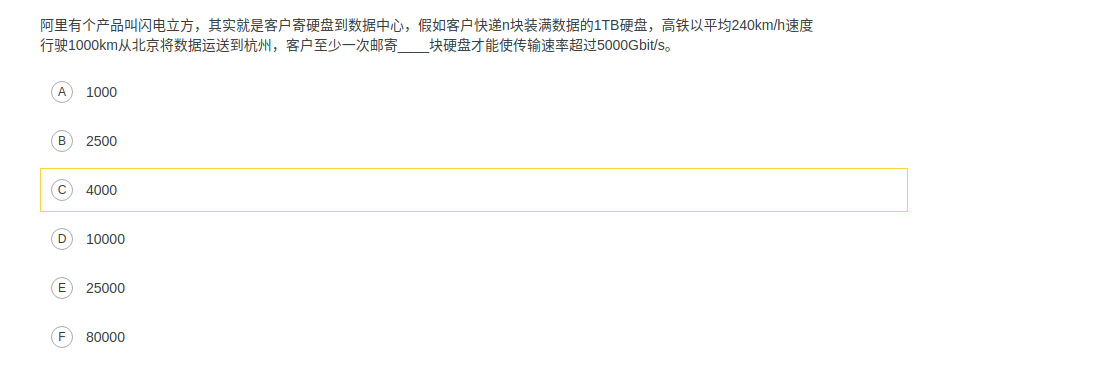 阿里有个产品叫闪电立方，其实就是客户寄硬盘到数据中心，假如客户快递n块装满数据的1TB硬盘，高铁以平均240km/h速度
行驶1000km从北京将数据运送到杭州，客户至少一次邮寄____块硬盘才能使传输速率超过5000Gbit/s。
A 1000
B 2500
C 4000
D 10000
E 25000
F 80000